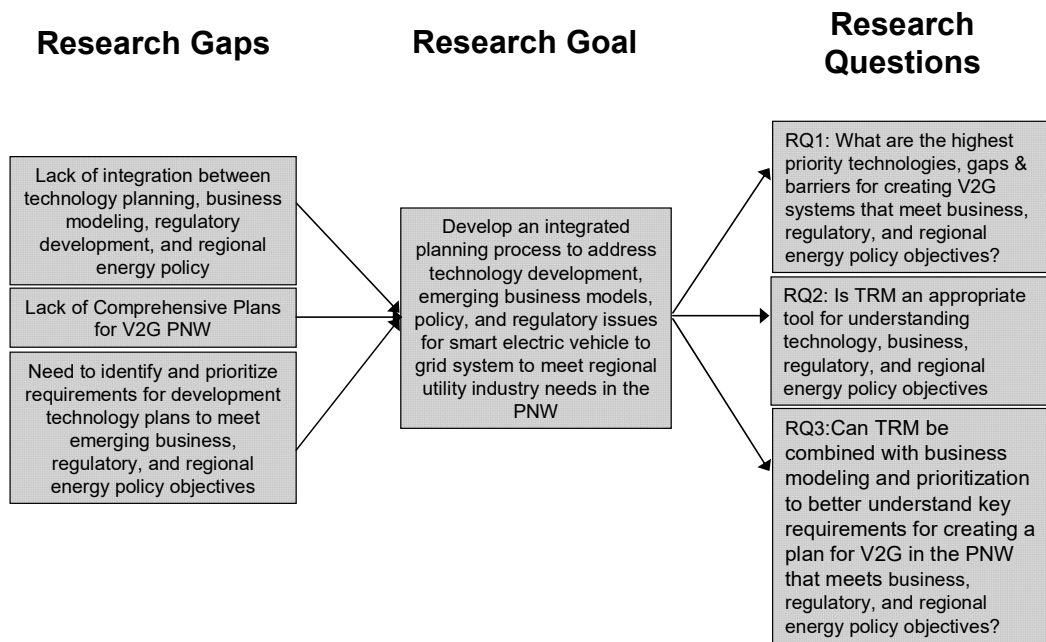 Research Gaps
Research Goal
Research
Questions
Lack of integration between
technology planning, business
modeling, regulatory
development, and regional
energy policy
Lack of Comprehensive Plans
for V2G PNW
Need to identify and prioritize
requirements for development
technology plans to meet
emerging business,
regulatory, and regional
energy policy objectives
Develop an integrated
planning process to address
technology development,
emerging business models,
policy, and regulatory issues
for smart electric vehicle to
grid system to meet regional
utility industry needs in the
PNW
RQ1: What are the highest
priority technologies, gaps &
barriers for creating V2G
systems that meet business,
regulatory, and regional
energy policy objectives?
RQ2: Is TRM an appropriate
tool for understanding
technology, business,
regulatory, and regional
energy policy objectives
RQ3:Can TRM be
combined with business
modeling and prioritization
to better understand key
requirements for creating a
plan for V2G in the PNW
that meets business,
regulatory, and regional
energy policy objectives?